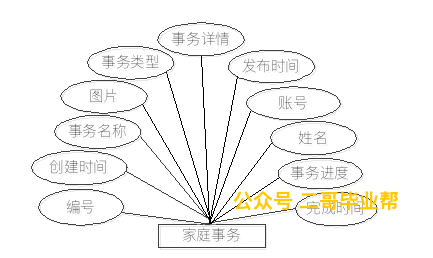 事务详情
事务类型
发布时间
图片
账号
事务名称
姓名
创建时间
事务进度
公众号 二哥毕业帮
编号
完成时间
家庭事务